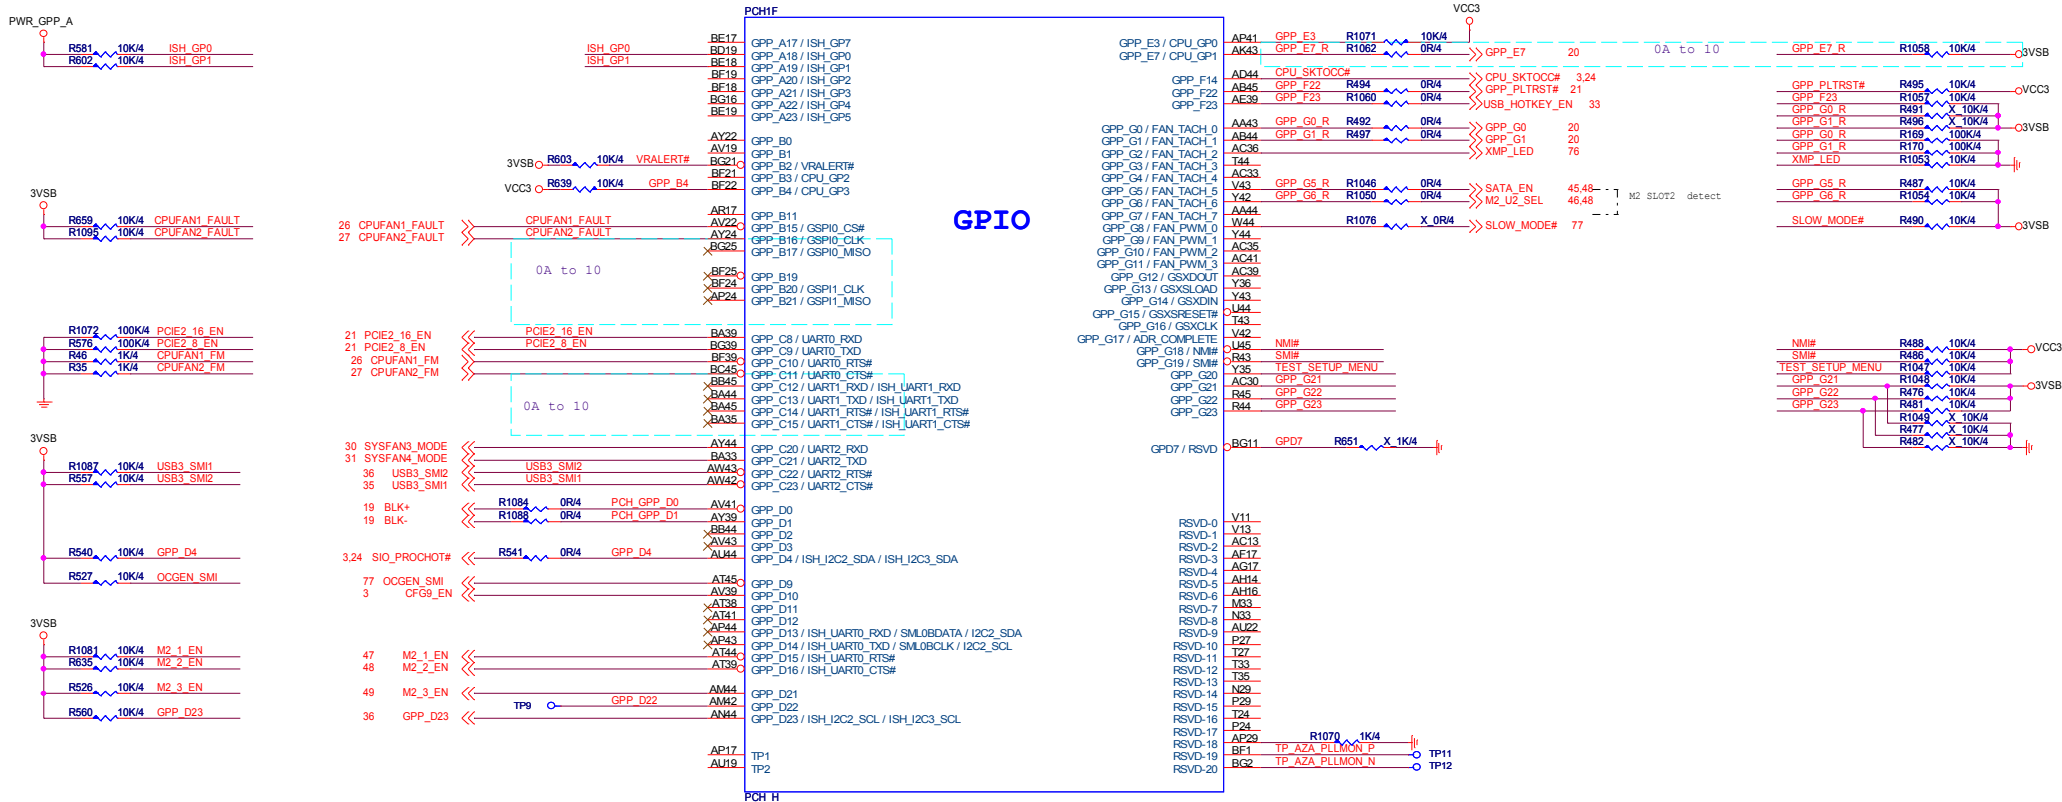 PWR_GPP_A
R581 10K/4 ISH_GP0
R602 10K/4 ISH_GP1
3VSB
R659 10K/4 CPUFAN1_FAULT
R1095 10K/4 CPUFAN2_FAULT
R1072 100K/4 PCIE2_16_EN
R576 100K/4 PCIE2_8_EN
R46 1K/4 CPUFAN1_FM
R35 1K/4 CPUFAN2_FM
3VSB
R1087 10K/4 USB3_SMI1
R557 10K/4 USB3_SMI2
R540 10K/4 GPP_D4
R527 10K/4 OCGEN_SMI
3VSB
R1081 10K/4 M2_1_EN
R635 10K/4 M2_2_EN
R526 10K/4 M2_3_EN
R560 10K/4 GPP_D23
ISH_GP0
ISH_GP1
3VSB R603 10K/4 VRALERT#
VCC3 R639 10K/4 GPP_B4
26 CPUFAN1_FAULT CPUFAN1_FAULT
27 CPUFAN2_FAULT CPUFAN2_FAULT
0A to 10
21 PCIE2_16_EN PCIE2_16_EN
21 PCIE2_8_EN PCIE2_8_EN
26 CPUFAN1_FM
27 CPUFAN2_FM
0A to 10
30 SYSFAN3_MODE
31 SYSFAN4_MODE
36 USB3_SMI2 USB3_SMI2
35 USB3_SMI1 USB3_SMI1
19 BLK+ R1084 0R/4 PCH_GPP_D0
19 BLK- R1088 0R/4 PCH_GPP_D1
3,24 SIO_PROCHOT# R541 0R/4 GPP_D4
77 OCGEN_SMI
3 CFG9_EN
47 M2_1_EN
48 M2_2_EN
49 M2_3_EN
TP9 GPP_D22
36 GPP_D23
PCH1F
BE17 GPP_A17 / ISH_GP7
BD19 GPP_A18 / ISH_GP0
BE18 GPP_A19 / ISH_GP1
BF19 GPP_A20 / ISH_GP2
BF18 GPP_A21 / ISH_GP3
BG16 GPP_A22 / ISH_GP4
BE19 GPP_A23 / ISH_GP5
AY22 GPP_B0
AV19 GPP_B1
BG21 GPP_B2 / VRALERT#
BF21 GPP_B3 / CPU_GP2
BF22 GPP_B4 / CPU_GP3
AR17 GPP_B11
AV22 GPP_B15 / GSPI0_CS#
AY24 GPP_B16 / GSPI0_CLK
BG25 GPP_B17 / GSPI0_MISO
BF25 GPP_B19
BF24 GPP_B20 / GSPI1_CLK
AP24 GPP_B21 / GSPI1_MISO
BA39 GPP_C8 / UART0_RXD
BG39 GPP_C9 / UART0_TXD
BF39 GPP_C10 / UART0_RTS#
BC45 GPP_C11 / UART0_CTS#
BB45 GPP_C12 / UART1_RXD / ISH_UART1_RXD
BA44 GPP_C13 / UART1_TXD / ISH_UART1_TXD
BA45 GPP_C14 / UART1_RTS# / ISH_UART1_RTS#
BA35 GPP_C15 / UART1_CTS# / ISH_UART1_CTS#
AY44 GPP_C20 / UART2_RXD
BA33 GPP_C21 / UART2_TXD
AW43 GPP_C22 / UART2_RTS#
AW42 GPP_C23 / UART2_CTS#
AV41 GPP_D0
AY39 GPP_D1
BB44 GPP_D2
AV43 GPP_D3
AU44 GPP_D4 / ISH_I2C2_SDA / ISH_I2C3_SDA
AT45 GPP_D9
AV39 GPP_D10
AT38 GPP_D11
AT41 GPP_D12
AP44 GPP_D13 / ISH_UART0_RXD / SML0BDATA / I2C2_SDA
AP43 GPP_D14 / ISH_UART0_TXD / SML0BCLK / I2C2_SCL
AT44 GPP_D15 / ISH_UART0_RTS#
AT39 GPP_D16 / ISH_UART0_CTS#
AM44 GPP_D21
AM42 GPP_D22
AN44 GPP_D23 / ISH_I2C2_SCL / ISH_I2C3_SCL
AP17 TP1
AU19 TP2
PCH_H
GPIO
VCC3
GPP_E3 / CPU_GP0 AP41 GPP_E3 R1071 10K/4
GPP_E7 / CPU_GP1 AK43 GPP_E7_R R1062 0R/4 GPP_E7 20
0A to 10
GPP_F14 AD44 CPU_SKTOCC# CPU_SKTOCC# 3,24
GPP_F22 AB45 GPP_F22 R494 0R/4 GPP_PLTRST# 21
GPP_F23 AE39 GPP_F23 R1060 0R/4 USB_HOTKEY_EN 33
GPP_G0 / FAN_TACH_0 AA43 GPP_G0_R R492 0R/4 GPP_G0 20
GPP_G1 / FAN_TACH_1 AB44 GPP_G1_R R497 0R/4 GPP_G1 20
GPP_G2 / FAN_TACH_2 AC36 XMP_LED 76
GPP_G3 / FAN_TACH_3 T44
GPP_G4 / FAN_TACH_4 AC33
GPP_G5 / FAN_TACH_5 V43 GPP_G5_R R1046 0R/4 SATA_EN 45,48
GPP_G6 / FAN_TACH_6 Y42 GPP_G6_R R1050 0R/4 M2_U2_SEL 46,48
M2 SLOT2 detect
GPP_G7 / FAN_TACH_7 AA44
GPP_G8 / FAN_PWM_0 W44 R1076 X_0R/4 SLOW_MODE# 77
GPP_G9 / FAN_PWM_1 Y44
GPP_G10 / FAN_PWM_2 AC35
GPP_G11 / FAN_PWM_3 AC41
GPP_G12 / GSXDOUT AC39
GPP_G13 / GSXSLOAD Y36
GPP_G14 / GSXDIN Y43
GPP_G15 / GSXSRESET# U44
GPP_G16 / GSXCLK T43
GPP_G17 / ADR_COMPLETE V42
GPP_G18 / NMI# U45 NMI#
GPP_G19 / SMI# R43 SMI#
GPP_G20 Y35 TEST_SETUP_MENU
GPP_G21 AC30 GPP_G21
GPP_G22 R45 GPP_G22
GPP_G23 R44 GPP_G23
GPD7 / RSVD BG11 GPD7 R651 X_1K/4
RSVD-0 V11
RSVD-1 V13
RSVD-2 AC13
RSVD-3 AF17
RSVD-4 AG17
RSVD-5 AH14
RSVD-6 AH16
RSVD-7 M33
RSVD-8 N33
RSVD-9 AU22
RSVD-10 P27
RSVD-11 T27
RSVD-12 T33
RSVD-13 T35
RSVD-14 N29
RSVD-15 P29
RSVD-16 T24
RSVD-17 P24
RSVD-18 AP29 R1070 1K/4
RSVD-19 BF1 TP_AZA_PLLMON_P TP11
RSVD-20 BG2 TP_AZA_PLLMON_N TP12
GPP_E7_R R1058 10K/4 3VSB
GPP_PLTRST# R495 10K/4 VCC3
GPP_F23 R1057 10K/4
GPP_G0_R R491 X_10K/4
GPP_G1_R R496 X_10K/4 3VSB
GPP_G0_R R169 100K/4
GPP_G1_R R170 100K/4
XMP_LED R1053 10K/4
GPP_G5_R R487 10K/4
GPP_G6_R R1054 10K/4
SLOW_MODE# R490 10K/4 3VSB
NMI# R488 10K/4 VCC3
SMI# R486 10K/4
TEST_SETUP_MENU R1047 10K/4
GPP_G21 R1048 10K/4 3VSB
GPP_G22 R476 10K/4
GPP_G23 R481 10K/4
R1049 X_10K/4
R477 X_10K/4
R482 X_10K/4